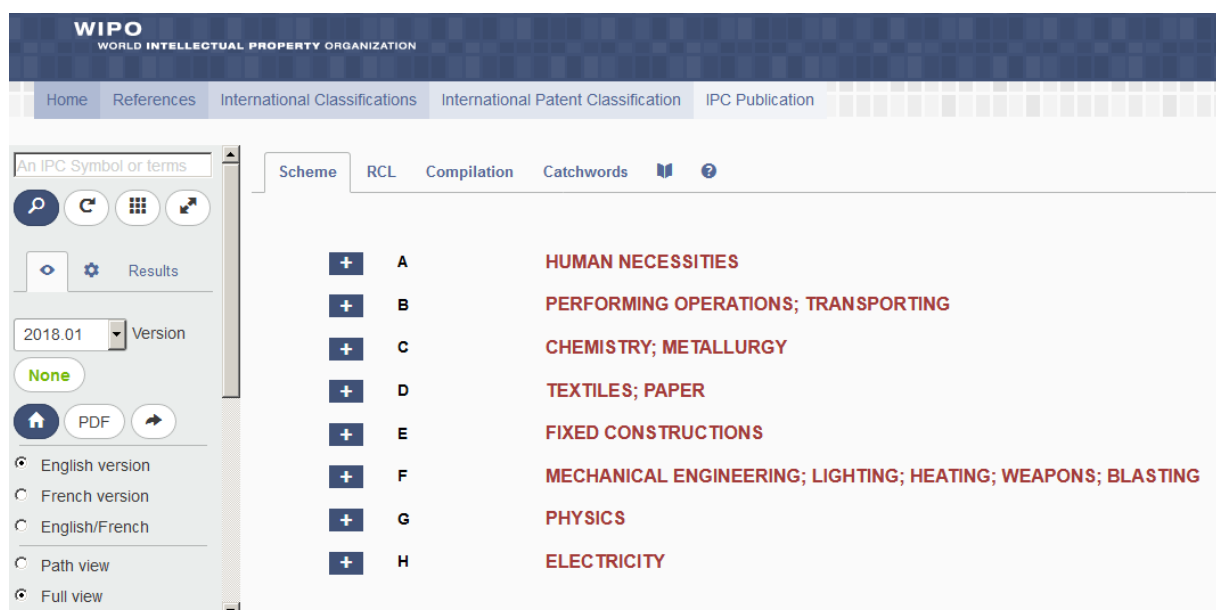 WIPO
WORLD INTELLECTUAL PROPERTY ORGANIZATION
Home References International Classifications International Patent Classification IPC Publication
An IPC Symbol or terms
Scheme RCL Compilation Catchwords
Results
2018.01 Version
None
PDF
English version
French version
English/French
Path view
Full view
A HUMAN NECESSITIES
B PERFORMING OPERATIONS; TRANSPORTING
C CHEMISTRY; METALLURGY
D TEXTILES; PAPER
E FIXED CONSTRUCTIONS
F MECHANICAL ENGINEERING; LIGHTING; HEATING; WEAPONS; BLASTING
G PHYSICS
H ELECTRICITY